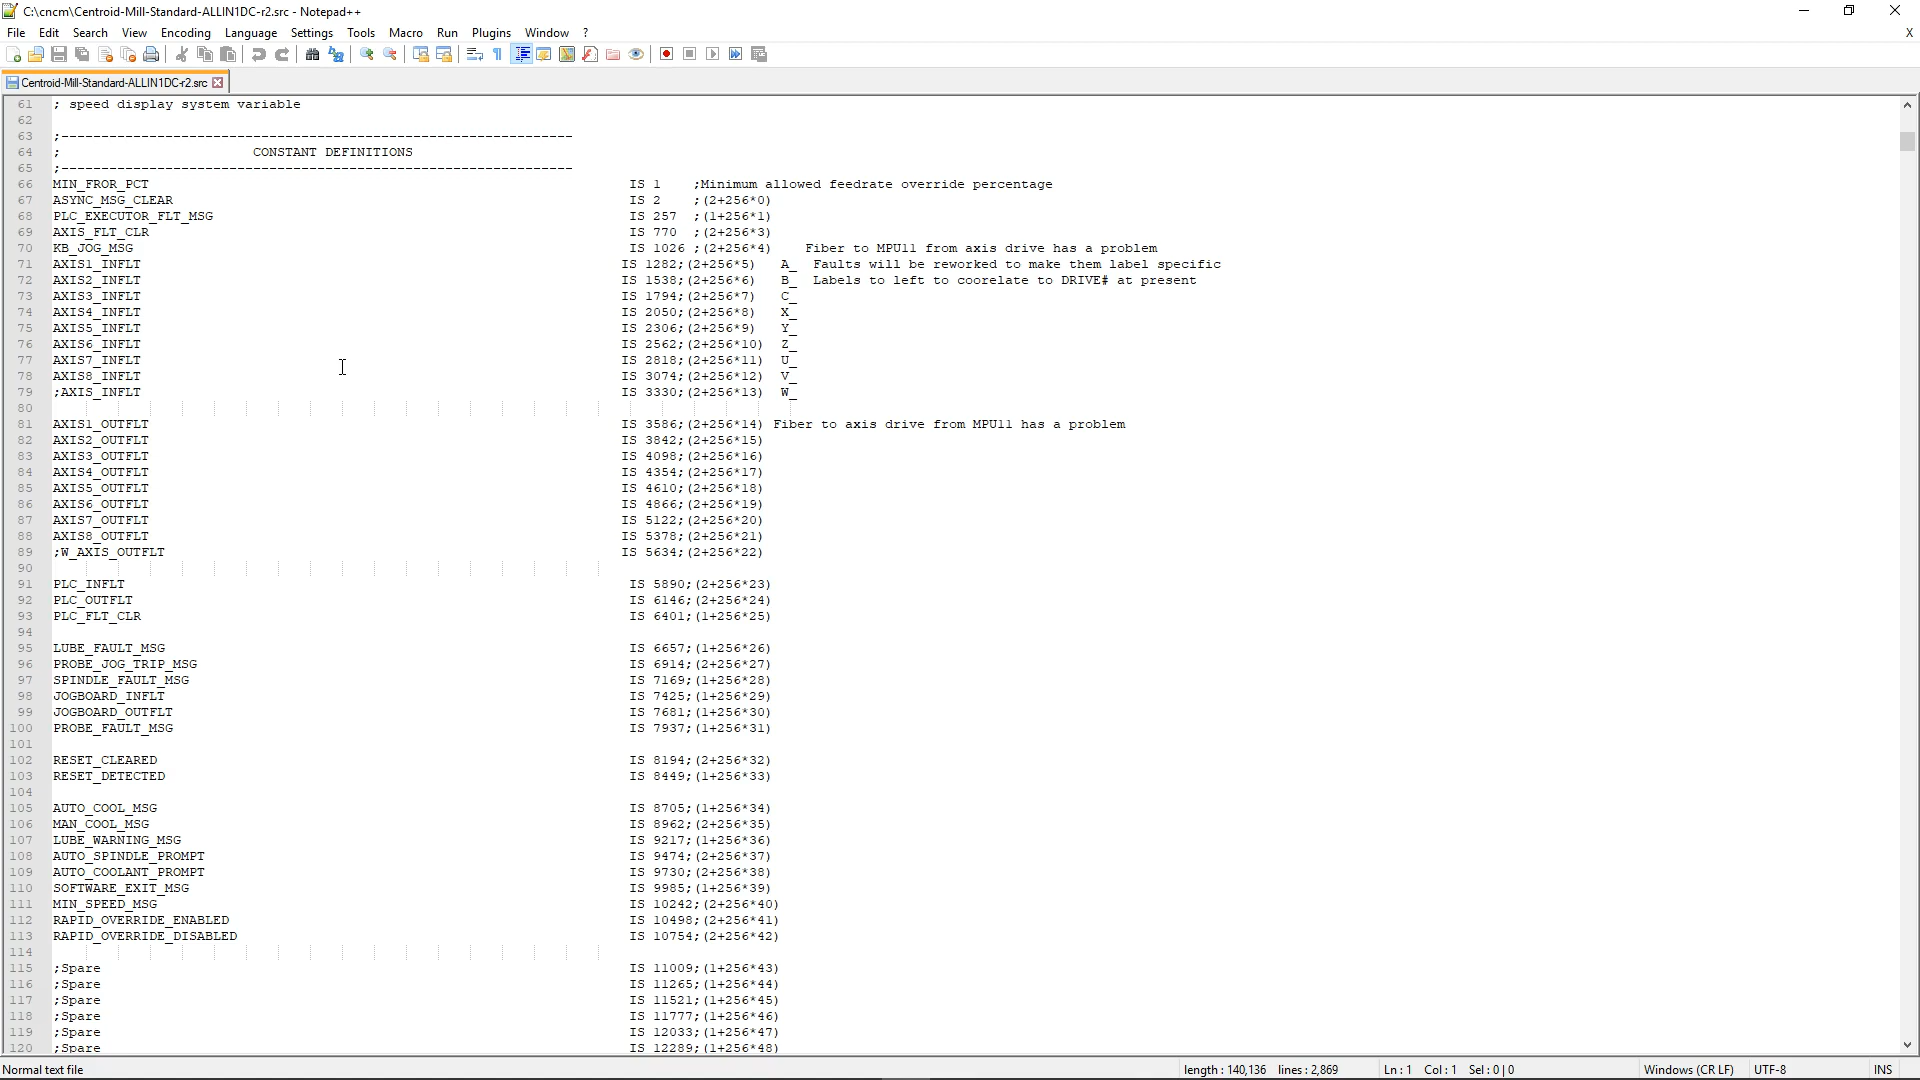 C:\cncm\Centroid-Mill-Standard-ALLIN1DC-r2.src - Notepad++
File Edit Search View Encoding Language Settings Tools Macro Run Plugins Window ? X
Centroid-Mill-Standard-ALLIN1DC-r2.src
61 ; speed display system variable
62
63 ;----------------------------------------------------------------
64 ; CONSTANT DEFINITIONS
65 ;----------------------------------------------------------------
66 MIN_FROR_PCT IS 1 ;Minimum allowed feedrate override percentage
67 ASYNC_MSG_CLEAR IS 2 ;(2+256*0)
68 PLC_EXECUTOR_FLT_MSG IS 257 ;(1+256*1)
69 AXIS_FLT_CLR IS 770 ;(2+256*3)
70 KB_JOG_MSG IS 1026 ;(2+256*4) Fiber to MPU11 from axis drive has a problem
71 AXIS1_INFLT IS 1282;(2+256*5) A_ Faults will be reworked to make them label specific
72 AXIS2_INFLT IS 1538;(2+256*6) B_ Labels to left to coorelate to DRIVE# at present
73 AXIS3_INFLT IS 1794;(2+256*7) C_
74 AXIS4_INFLT IS 2050;(2+256*8) X_
75 AXIS5_INFLT IS 2306;(2+256*9) Y_
76 AXIS6_INFLT IS 2562;(2+256*10) Z_
77 AXIS7_INFLT IS 2818;(2+256*11) U_
78 AXIS8_INFLT IS 3074;(2+256*12) V_
79 ;AXIS_INFLT IS 3330;(2+256*13) W_
80
81 AXIS1_OUTFLT IS 3586;(2+256*14) Fiber to axis drive from MPU11 has a problem
82 AXIS2_OUTFLT IS 3842;(2+256*15)
83 AXIS3_OUTFLT IS 4098;(2+256*16)
84 AXIS4_OUTFLT IS 4354;(2+256*17)
85 AXIS5_OUTFLT IS 4610;(2+256*18)
86 AXIS6_OUTFLT IS 4866;(2+256*19)
87 AXIS7_OUTFLT IS 5122;(2+256*20)
88 AXIS8_OUTFLT IS 5378;(2+256*21)
89 ;W_AXIS_OUTFLT IS 5634;(2+256*22)
90
91 PLC_INFLT IS 5890;(2+256*23)
92 PLC_OUTFLT IS 6146;(2+256*24)
93 PLC_FLT_CLR IS 6401;(1+256*25)
94
95 LUBE_FAULT_MSG IS 6657;(1+256*26)
96 PROBE_JOG_TRIP_MSG IS 6914;(2+256*27)
97 SPINDLE_FAULT_MSG IS 7169;(1+256*28)
98 JOGBOARD_INFLT IS 7425;(1+256*29)
99 JOGBOARD_OUTFLT IS 7681;(1+256*30)
100 PROBE_FAULT_MSG IS 7937;(1+256*31)
101
102 RESET_CLEARED IS 8194;(2+256*32)
103 RESET_DETECTED IS 8449;(1+256*33)
104
105 AUTO_COOL_MSG IS 8705;(1+256*34)
106 MAN_COOL_MSG IS 8962;(2+256*35)
107 LUBE_WARNING_MSG IS 9217;(1+256*36)
108 AUTO_SPINDLE_PROMPT IS 9474;(2+256*37)
109 AUTO_COOLANT_PROMPT IS 9730;(2+256*38)
110 SOFTWARE_EXIT_MSG IS 9985;(1+256*39)
111 MIN_SPEED_MSG IS 10242;(2+256*40)
112 RAPID_OVERRIDE_ENABLED IS 10498;(2+256*41)
113 RAPID_OVERRIDE_DISABLED IS 10754;(2+256*42)
114
115 ;Spare IS 11009;(1+256*43)
116 ;Spare IS 11265;(1+256*44)
117 ;Spare IS 11521;(1+256*45)
118 ;Spare IS 11777;(1+256*46)
119 ;Spare IS 12033;(1+256*47)
120 ;Spare IS 12289;(1+256*48)
Normal text file length : 140,136 lines : 2,869 Ln : 1 Col : 1 Sel : 0 | 0 Windows (CR LF) UTF-8 INS